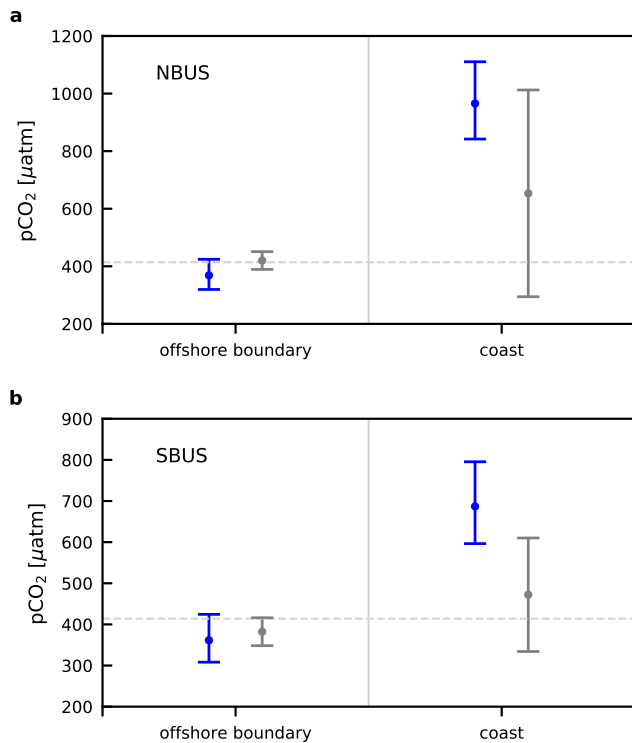 a
1200
1000
800
600
400
200
pCO₂ [μatm]
NBUS
offshore boundary
coast
b
900
800
700
600
500
400
300
200
pCO₂ [μatm]
SBUS
offshore boundary
coast